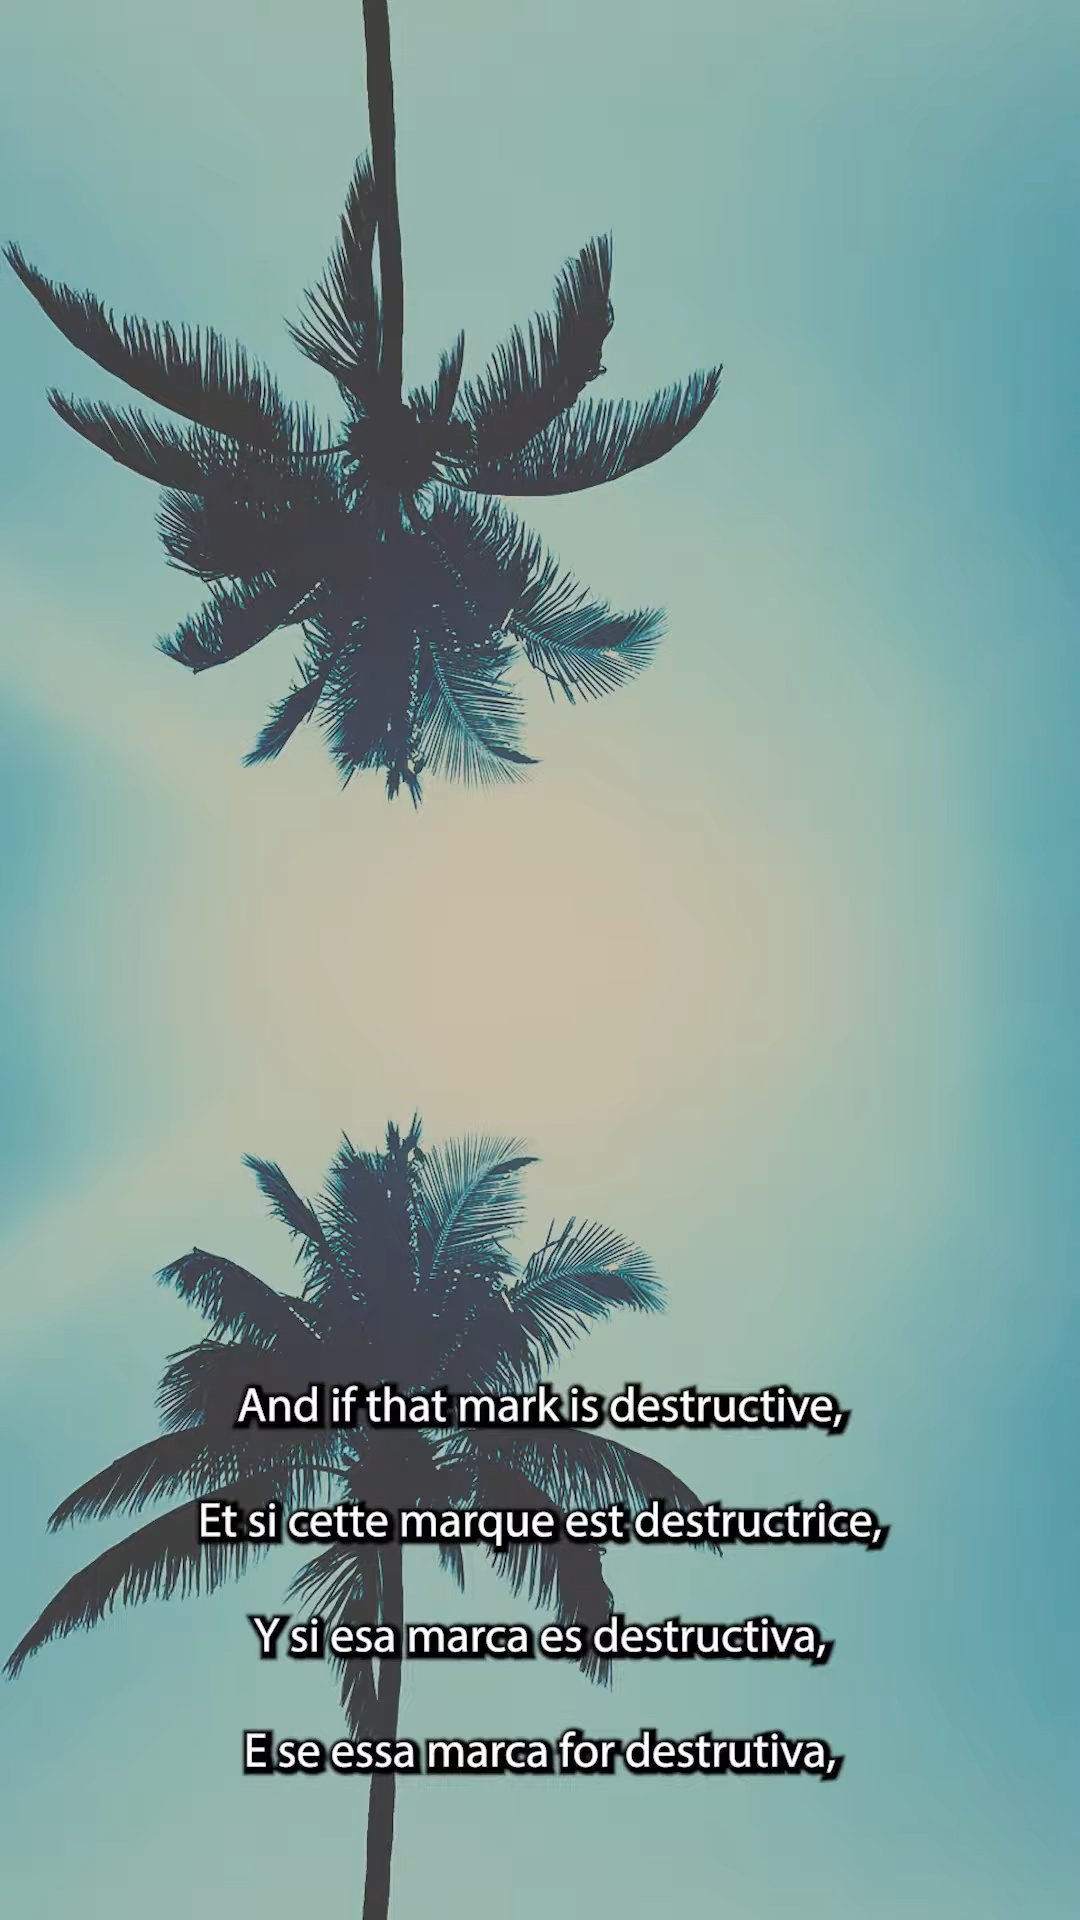 And if that mark is destructive,
Et si cette marque est destructrice,
Y si esa marca es destructiva,
E se essa marca for destrutiva,